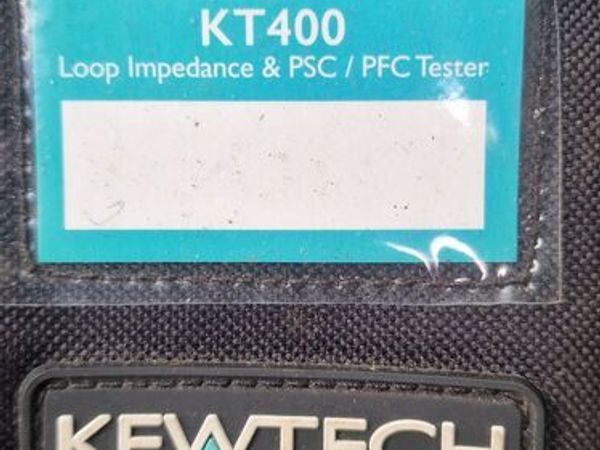 KT400
Loop Impedance & PSC / PFC Tester
KEWTECH